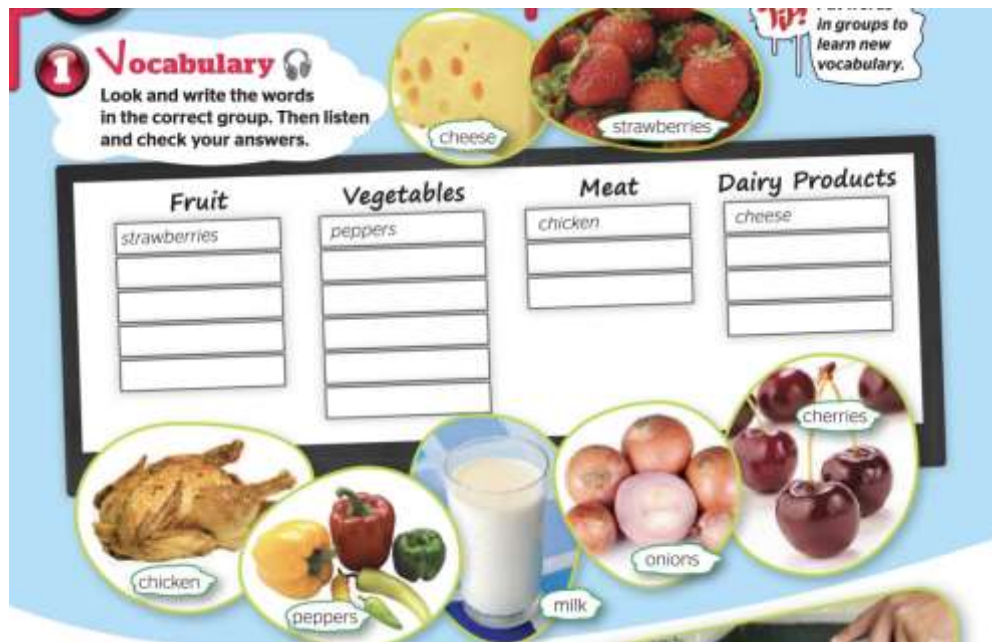 Tip!
in groups to
learn new
vocabulary.
1 Vocabulary
Look and write the words
in the correct group. Then listen
and check your answers.
cheese
strawberries
Fruit
Vegetables
Meat
Dairy Products
strawberries
peppers
chicken
cheese
cherries
chicken
peppers
milk
onions